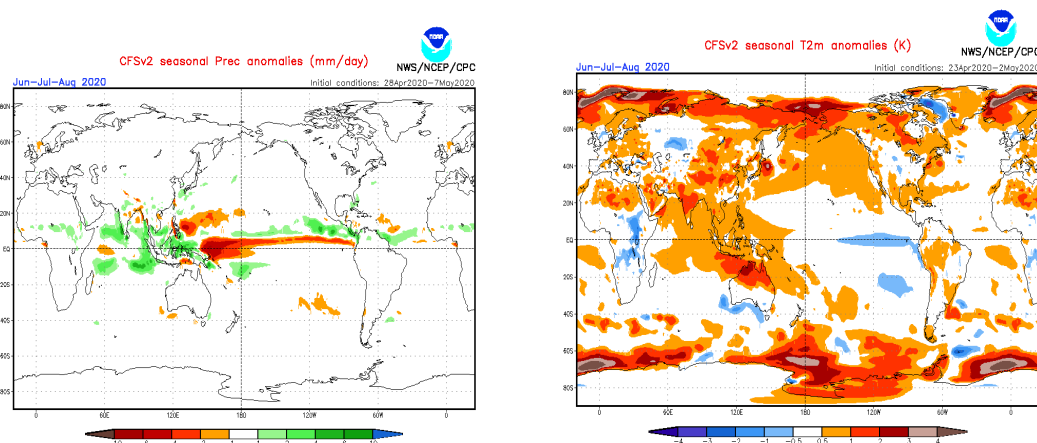 NOAA
CFSv2 seasonal Prec anomalies (mm/day)
NWS/NCEP/CPC
Jun-Jul-Aug 2020
Initial conditions: 28Apr2020-7May2020
80N
60N
40N
20N
EQ
20S
40S
60S
80S
0
60E
120E
180
120W
60W
0
NOAA
CFSv2 seasonal T2m anomalies (K)
NWS/NCEP/CPC
Jun-Jul-Aug 2020
Initial conditions: 23Apr2020-2May2020
80N
60N
40N
20N
EQ
20S
40S
60S
80S
0
60E
120E
180
120W
60W
0
-4 -3 -2 -1 -0.5 0.5 1 2 3 4